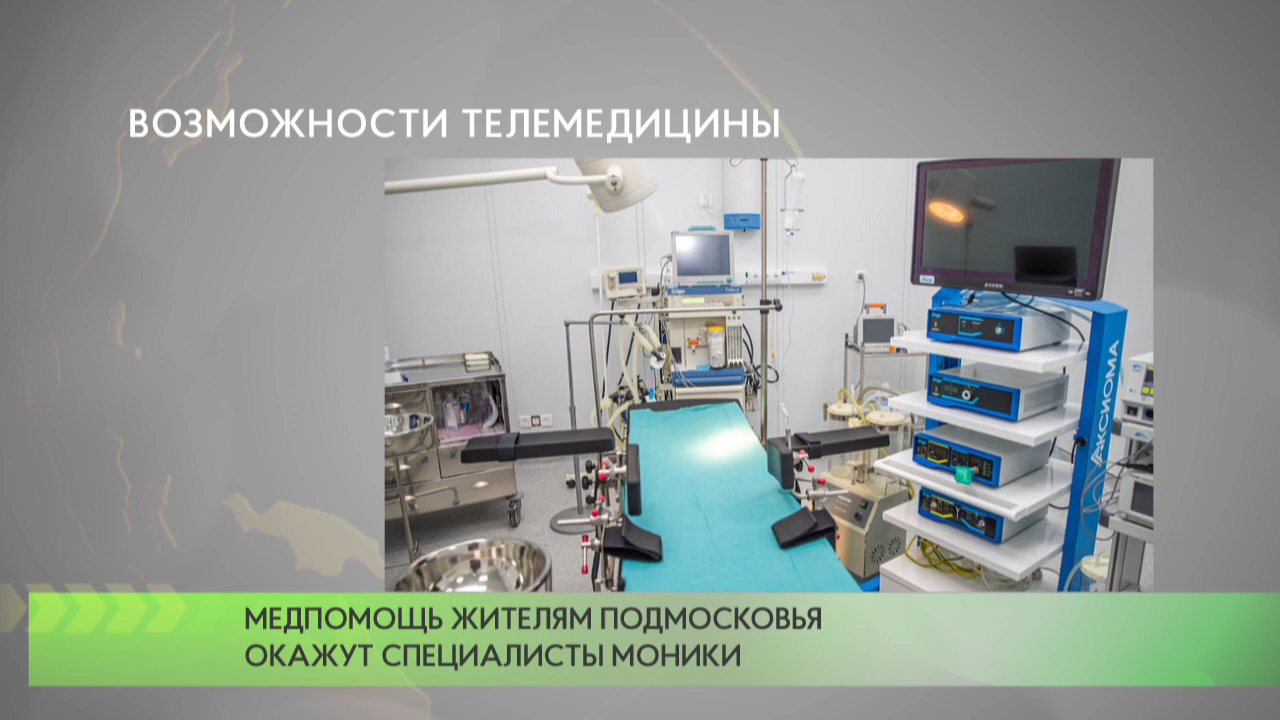 ВОЗМОЖНОСТИ ТЕЛЕМЕДИЦИНЫ
АКСИОМА
МЕДПОМОЩЬ ЖИТЕЛЯМ ПОДМОСКОВЬЯ
ОКАЖУТ СПЕЦИАЛИСТЫ МОНИКИ